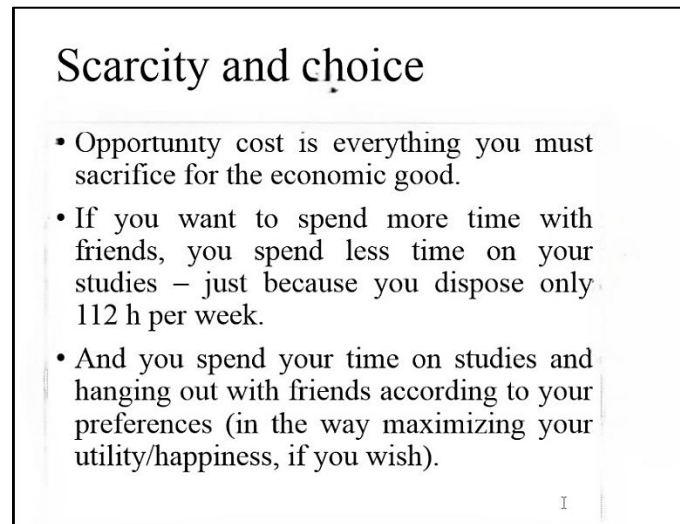 Scarcity and choice
• Opportunity cost is everything you must
sacrifice for the economic good.
• If you want to spend more time with
friends, you spend less time on your
studies – just because you dispose only
112 h per week.
• And you spend your time on studies and
hanging out with friends according to your
preferences (in the way maximizing your
utility/happiness, if you wish).